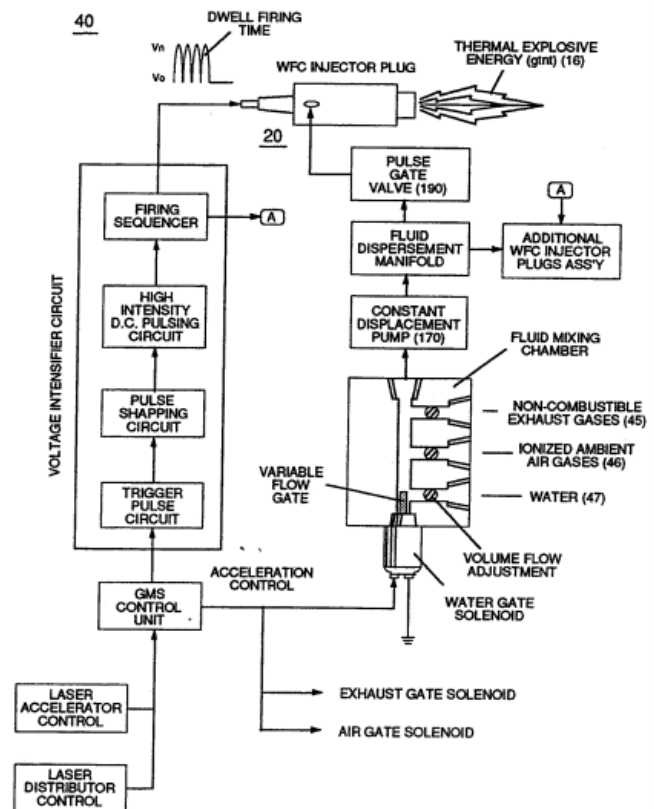 40
DWELL FIRING
TIME
Vn
Vo
WFC INJECTOR PLUG
THERMAL EXPLOSIVE
ENERGY (gtnt) (16)
20
PULSE
GATE
VALVE (190)
A
FIRING
SEQUENCER
A
FLUID
DISPERSEMENT
MANIFOLD
ADDITIONAL
WFC INJECTOR
PLUGS ASS'Y
VOLTAGE INTENSIFIER CIRCUIT
HIGH
INTENSITY
D.C. PULSING
CIRCUIT
CONSTANT
DISPLACEMENT
PUMP (170)
FLUID MIXING
CHAMBER
PULSE
SHAPPING
CIRCUIT
NON-COMBUSTIBLE
EXHAUST GASES (45)
IONIZED AMBIENT
AIR GASES (46)
VARIABLE
FLOW
GATE
WATER (47)
TRIGGER
PULSE
CIRCUIT
VOLUME FLOW
ADJUSTMENT
ACCELERATION
CONTROL
WATER GATE
SOLENOID
GMS
CONTROL
UNIT
LASER
ACCELERATOR
CONTROL
EXHAUST GATE SOLENOID
AIR GATE SOLENOID
LASER
DISTRIBUTOR
CONTROL